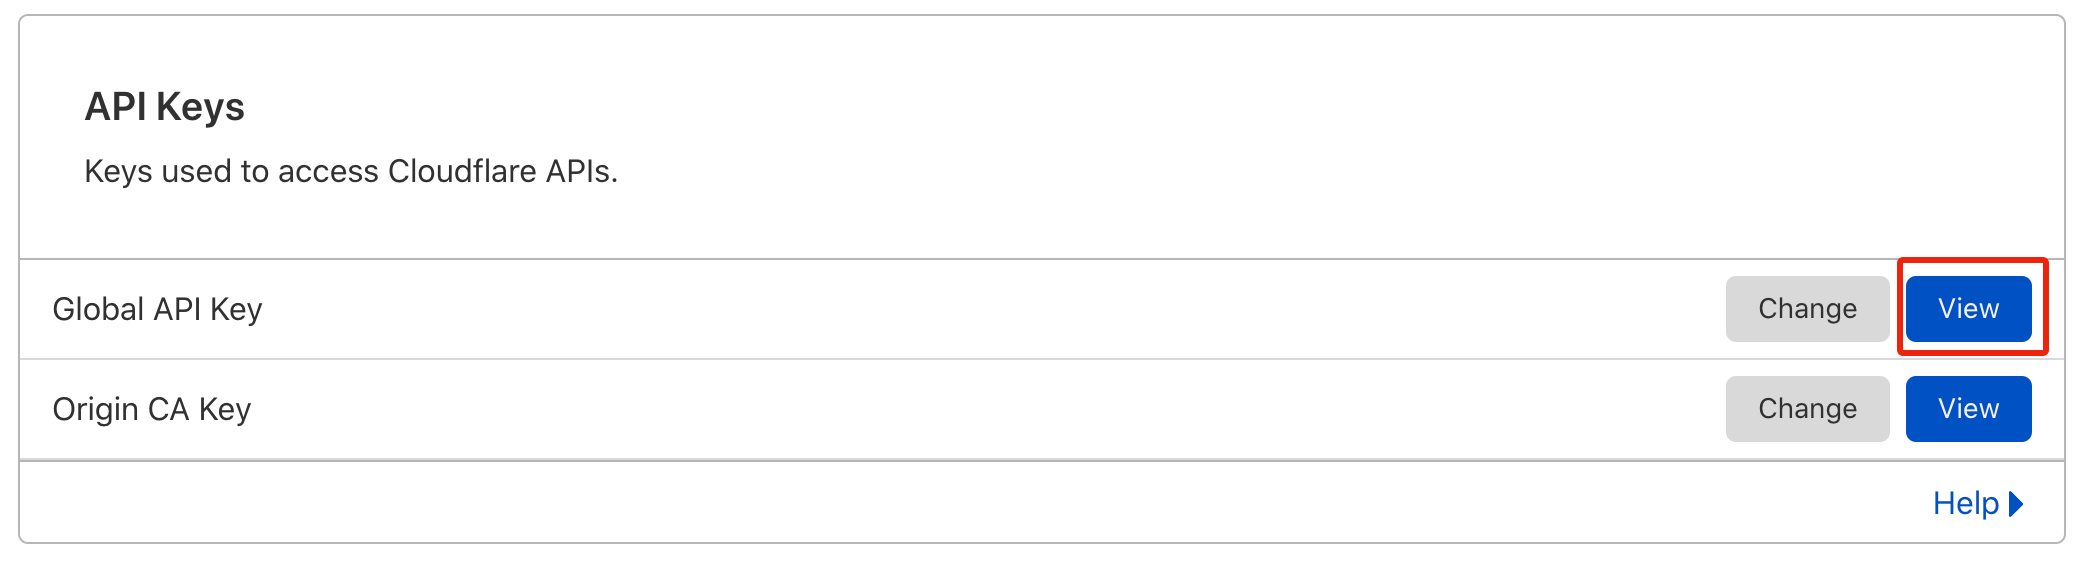 API Keys
Keys used to access Cloudflare APIs.
Global API Key Change View
Origin CA Key Change View
Help